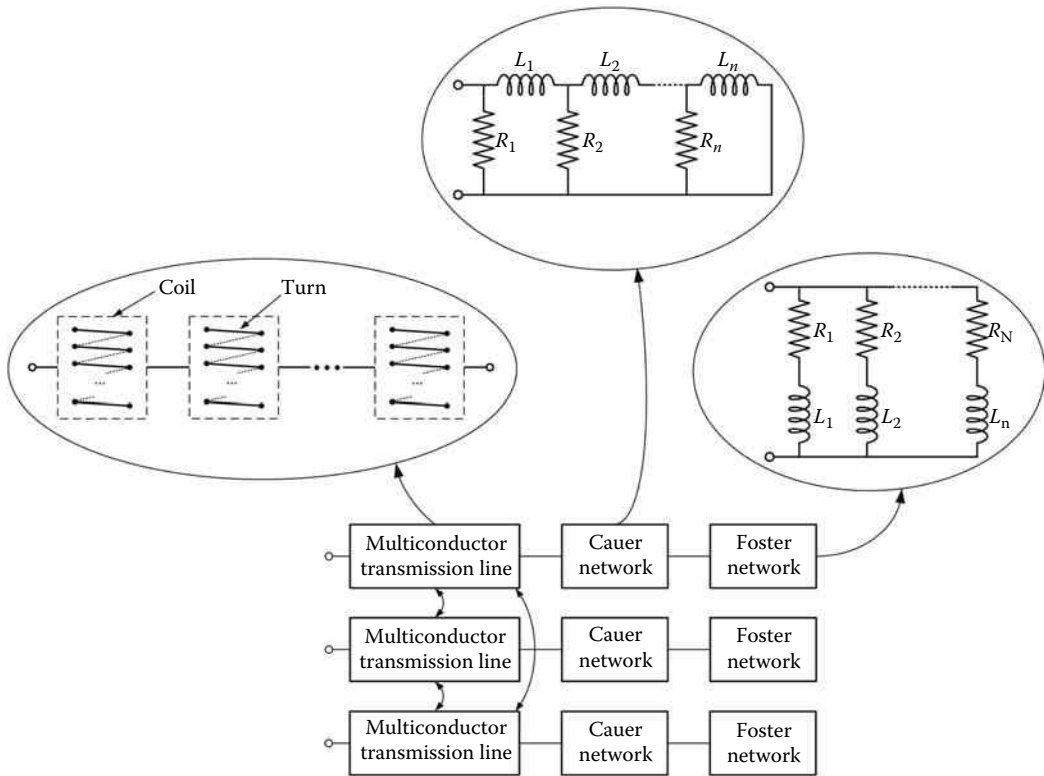 L₁ L₂ Lₙ
R₁ R₂ Rₙ
Coil Turn
...
... ... ...
R₁ R₂ R_N
L₁ L₂ Lₙ
Multiconductor
transmission line
Cauer
network
Foster
network
Multiconductor
transmission line
Cauer
network
Foster
network
Multiconductor
transmission line
Cauer
network
Foster
network